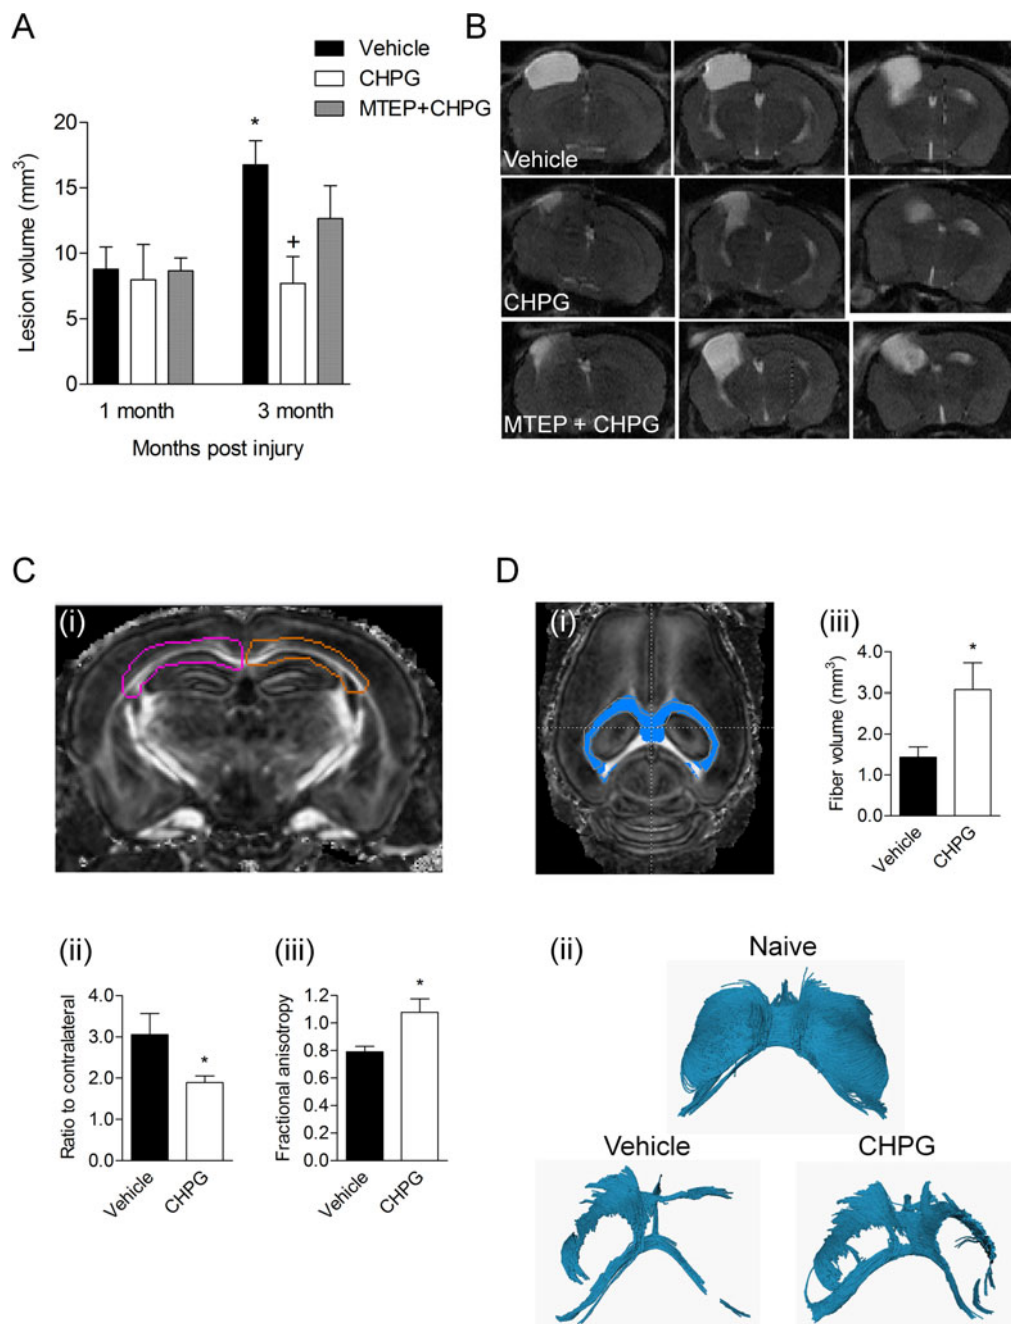 A
Vehicle
CHPG
MTEP+CHPG
Lesion volume (mm³)
20
15
10
5
0
*
+
1 month
3 month
Months post injury
B
Vehicle
CHPG
MTEP + CHPG
C
(i)
D
(i)
(iii)
Fiber volume (mm³)
4.0
3.0
2.0
1.0
0.0
*
Vehicle
CHPG
(ii)
Ratio to contralateral
4.0
3.0
2.0
1.0
0.0
*
Vehicle
CHPG
(iii)
Fractional anisotropy
1.2
1.0
0.8
0.6
0.4
0.2
0.0
*
Vehicle
CHPG
(ii)
Naive
Vehicle
CHPG